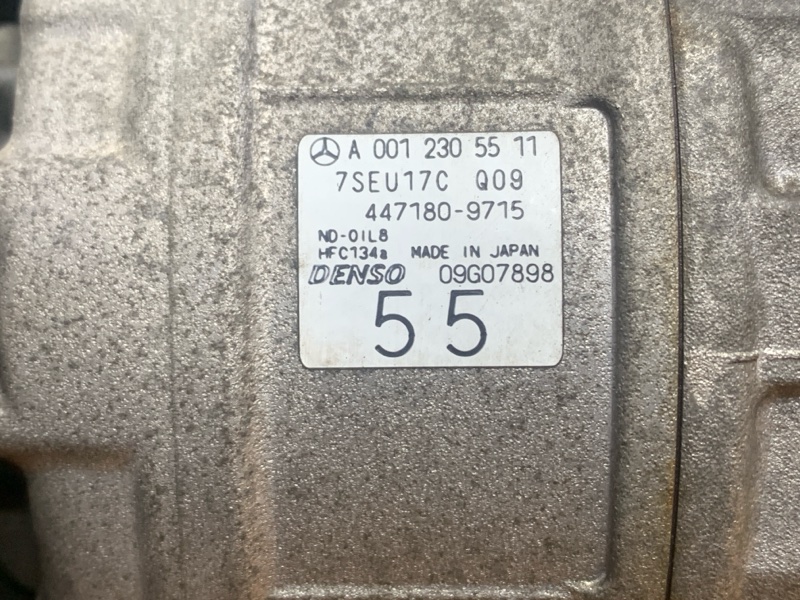 A 001 230 55 11
7SEU17C Q09
447180-9715
ND-OIL8
HFC134a MADE IN JAPAN
DENSO 09G07898
55